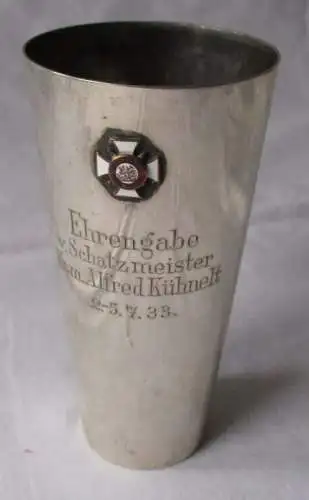 Ehrengabe
v. Schatzmeister
Alfred Kühnelt
2-5.7.33.